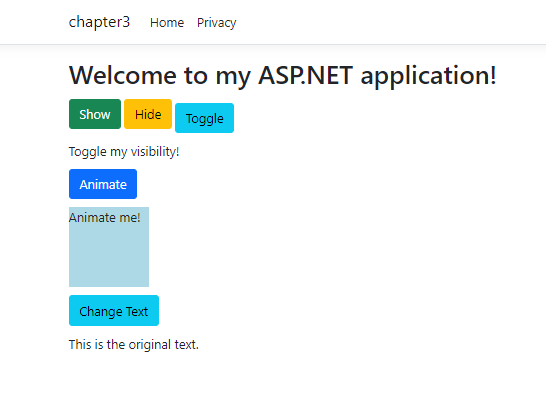 chapter3 Home Privacy
Welcome to my ASP.NET application!
Show Hide Toggle
Toggle my visibility!
Animate
Animate me!
Change Text
This is the original text.